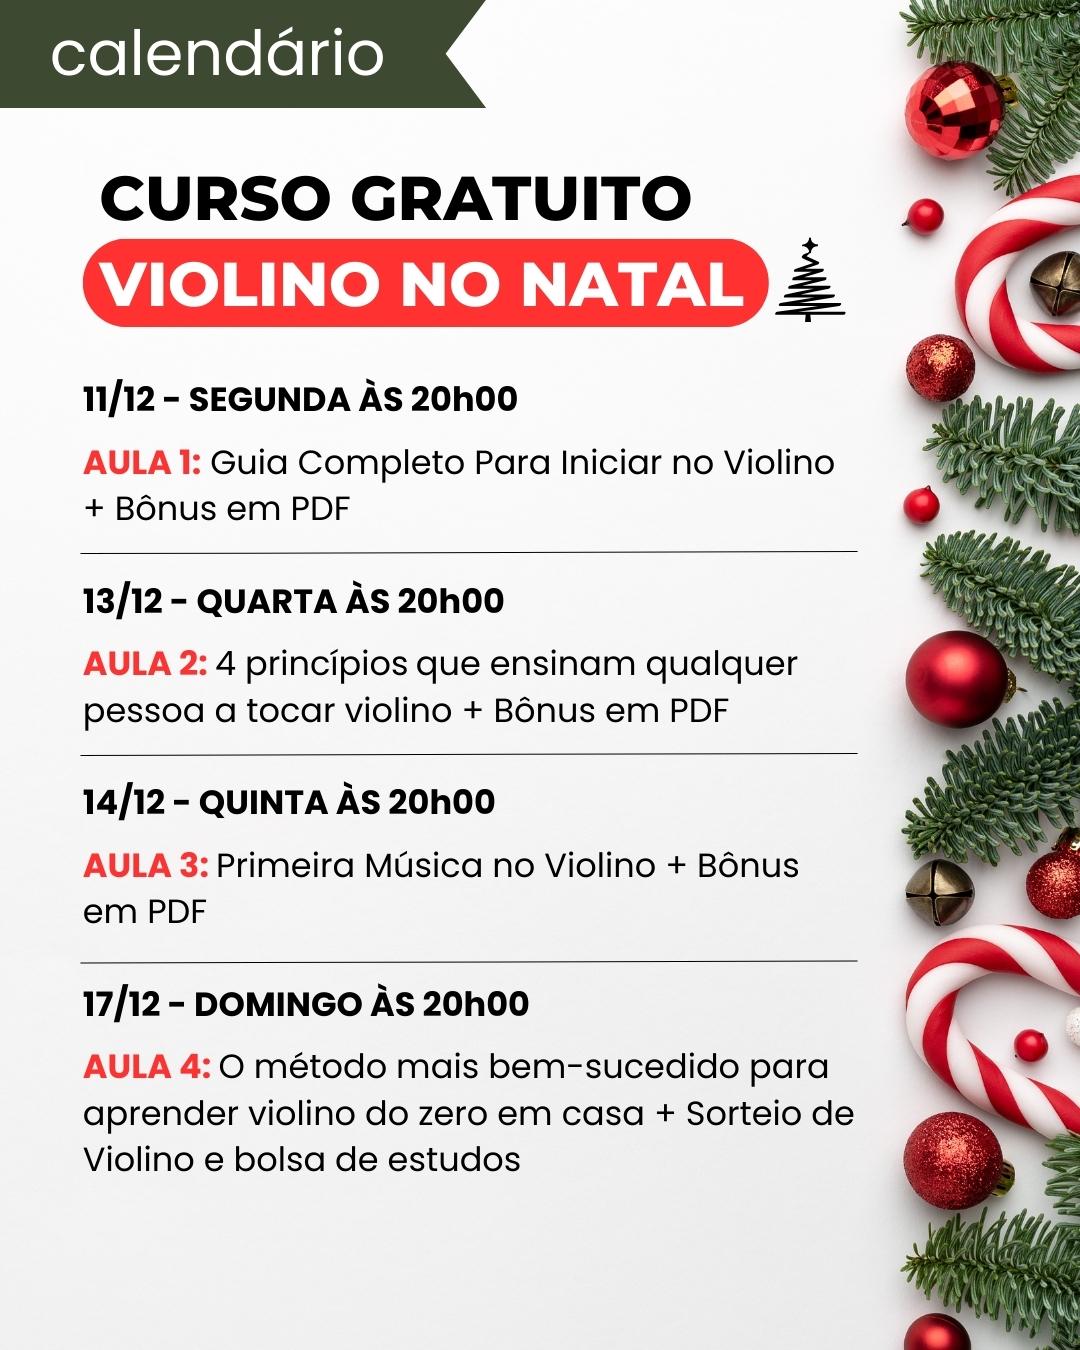 calendário
CURSO GRATUITO
VIOLINO NO NATAL
11/12 - SEGUNDA ÀS 20h00
AULA 1: Guia Completo Para Iniciar no Violino
+ Bônus em PDF
13/12 - QUARTA ÀS 20h00
AULA 2: 4 princípios que ensinam qualquer
pessoa a tocar violino + Bônus em PDF
14/12 - QUINTA ÀS 20h00
AULA 3: Primeira Música no Violino + Bônus
em PDF
17/12 - DOMINGO ÀS 20h00
AULA 4: O método mais bem-sucedido para
aprender violino do zero em casa + Sorteio de
Violino e bolsa de estudos